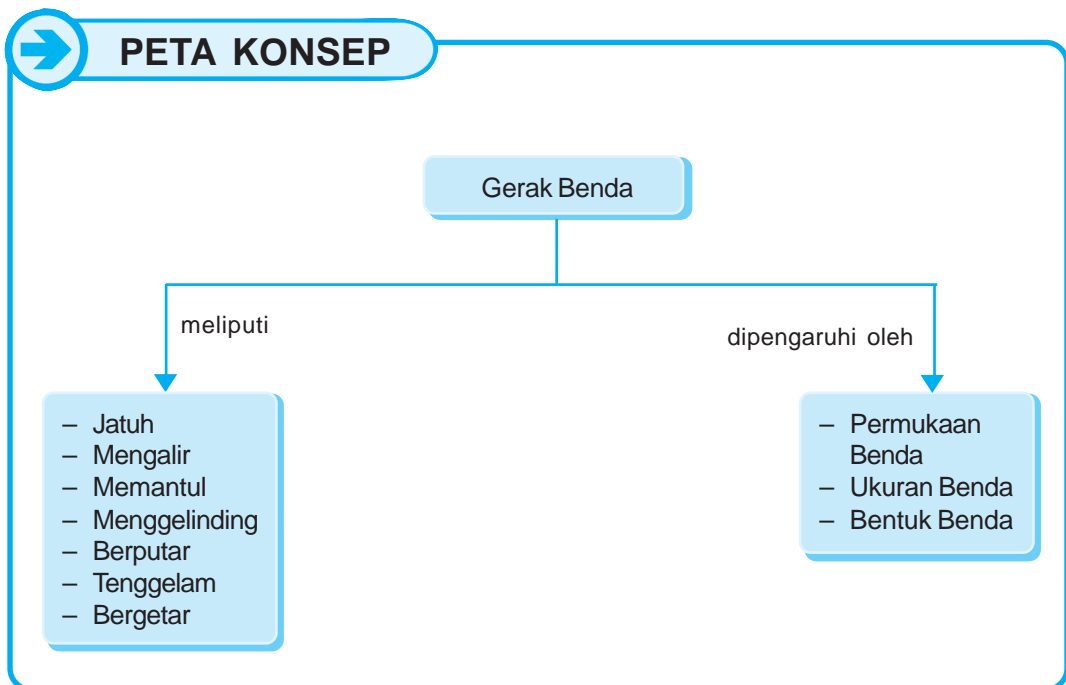 PETA KONSEP
Gerak Benda
meliputi
dipengaruhi oleh
– Jatuh
– Mengalir
– Memantul
– Menggelinding
– Berputar
– Tenggelam
– Bergetar
– Permukaan
Benda
– Ukuran Benda
– Bentuk Benda